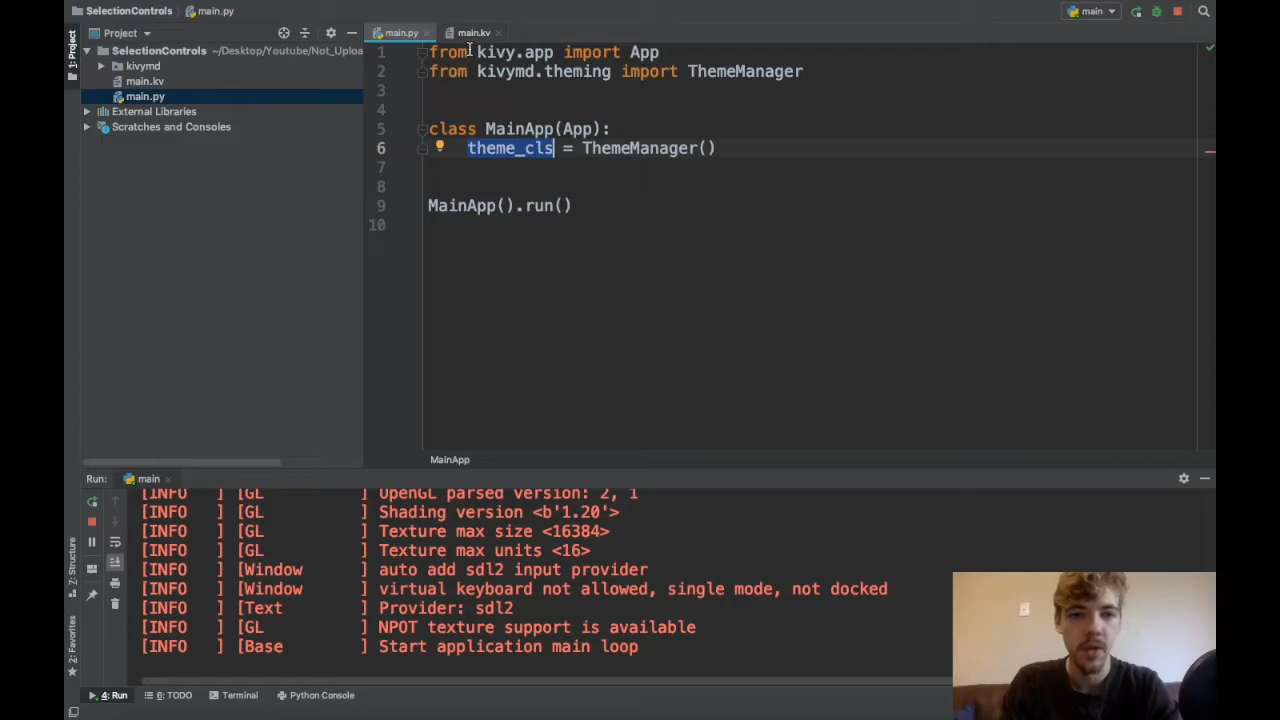 SelectionControls main.py
main
Project
main.py
main.kv
1: Project
SelectionControls ~/Desktop/Youtube/Not_Uploa
kivymd
main.kv
main.py
External Libraries
Scratches and Consoles
1 from kivy.app import App
2 from kivymd.theming import ThemeManager
3
4
5 class MainApp(App):
6 theme_cls = ThemeManager()
7
8
9 MainApp().run()
10
MainApp
Run: main
[INFO ] [GL ] OpenGL parsed version: 2, 1
[INFO ] [GL ] Shading version <b'1.20'>
[INFO ] [GL ] Texture max size <16384>
[INFO ] [GL ] Texture max units <16>
[INFO ] [Window ] auto add sdl2 input provider
[INFO ] [Window ] virtual keyboard not allowed, single mode, not docked
[INFO ] [Text ] Provider: sdl2
[INFO ] [GL ] NPOT texture support is available
[INFO ] [Base ] Start application main loop
Z: Structure
2: Favorites
4: Run
6: TODO
Terminal
Python Console